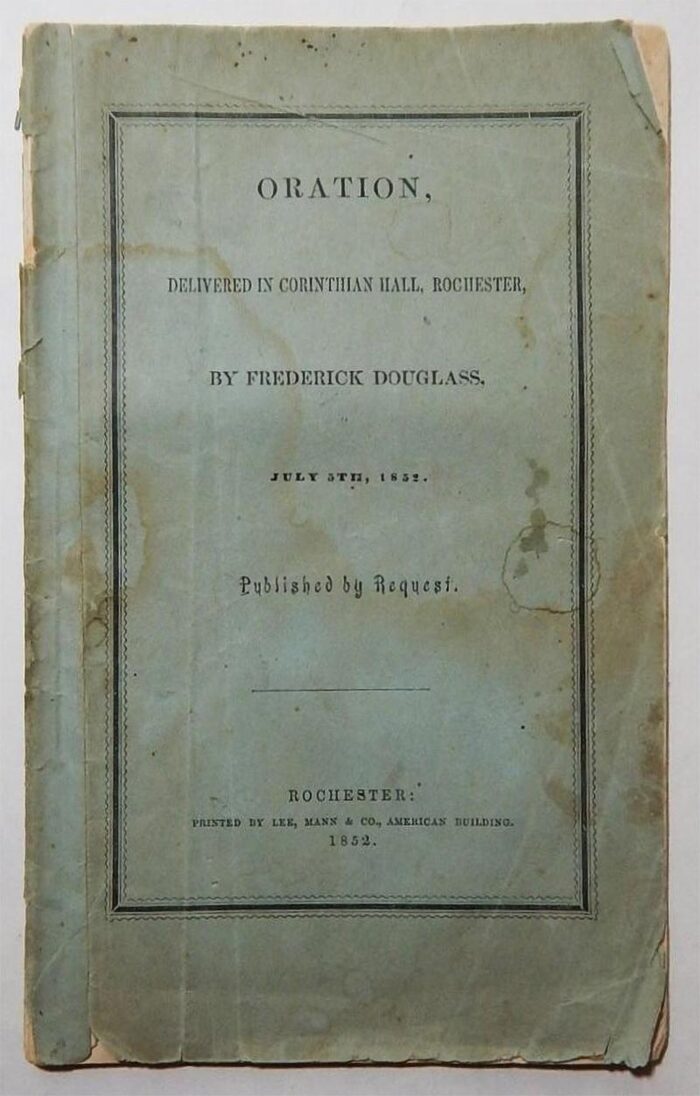 ORATION,
DELIVERED IN CORINTHIAN HALL, ROCHESTER,
BY FREDERICK DOUGLASS,
JULY 5TH, 1852.
Published by Request.
ROCHESTER:
PRINTED BY LEE, MANN & CO., AMERICAN BUILDING.
1852.